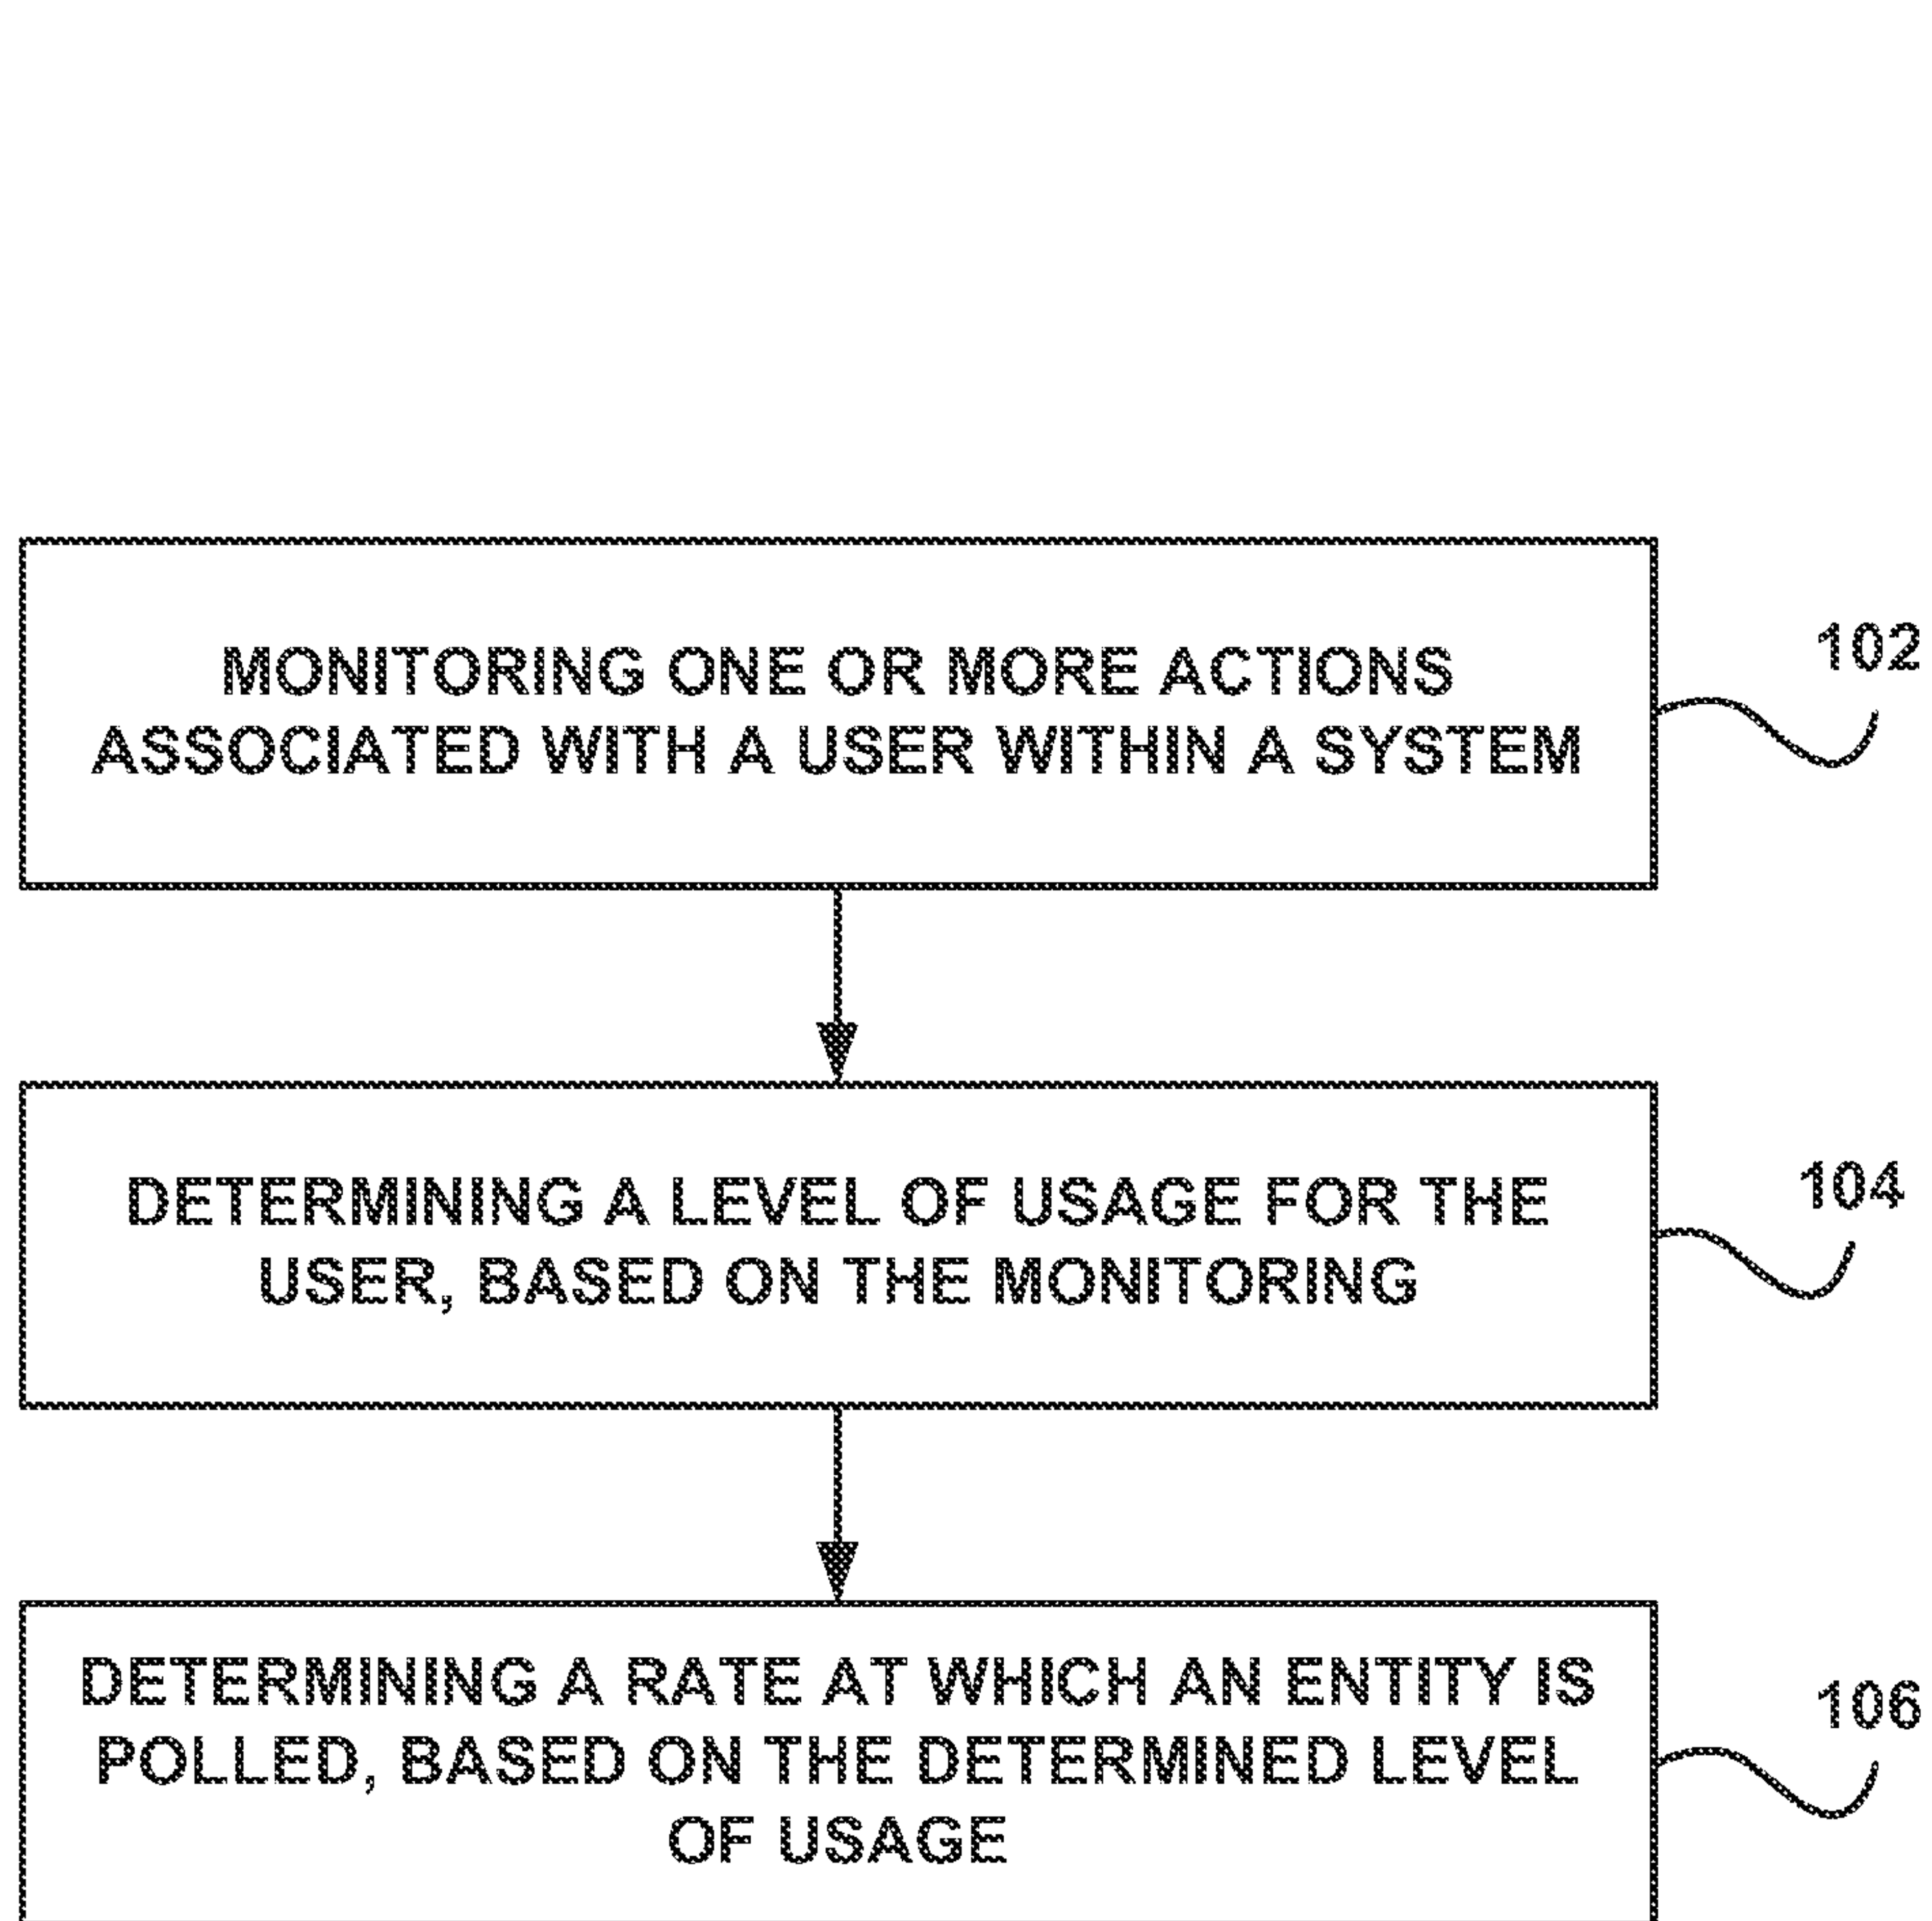 MONITORING ONE OR MORE ACTIONS
ASSOCIATED WITH A USER WITHIN A SYSTEM
102
DETERMINING A LEVEL OF USAGE FOR THE
USER, BASED ON THE MONITORING
104
DETERMINING A RATE AT WHICH AN ENTITY IS
POLLED, BASED ON THE DETERMINED LEVEL
OF USAGE
106